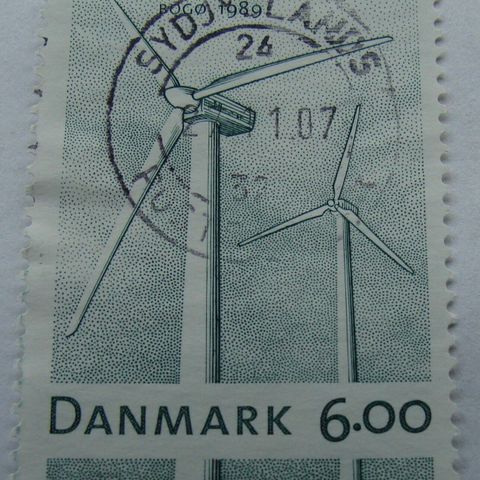 BOGØ, 1989
SYDJYLLANDS
24
1.07
DANMARK 6.00